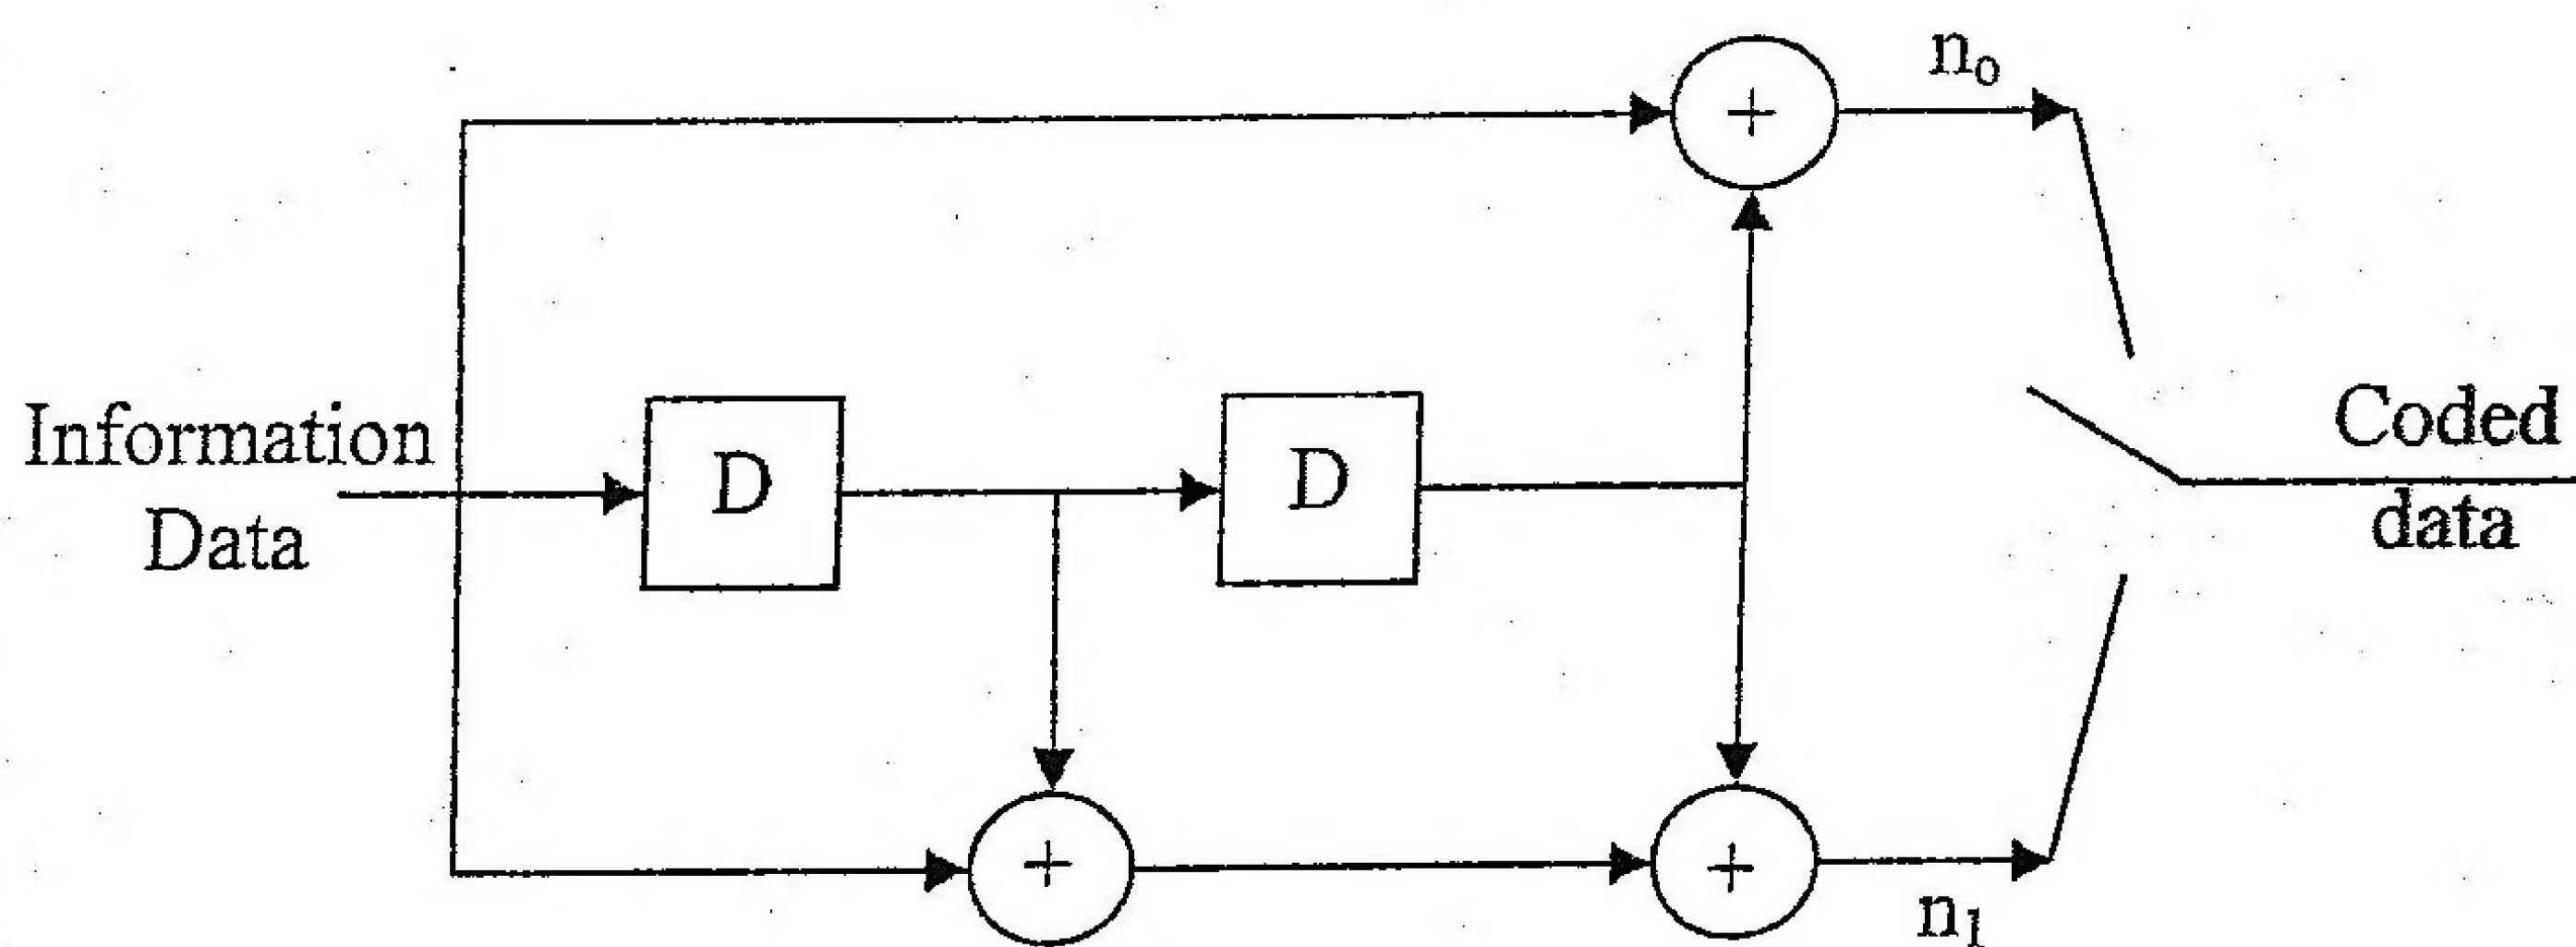 n₀
+
Information
Data
D
D
Coded
data
+
+
n₁